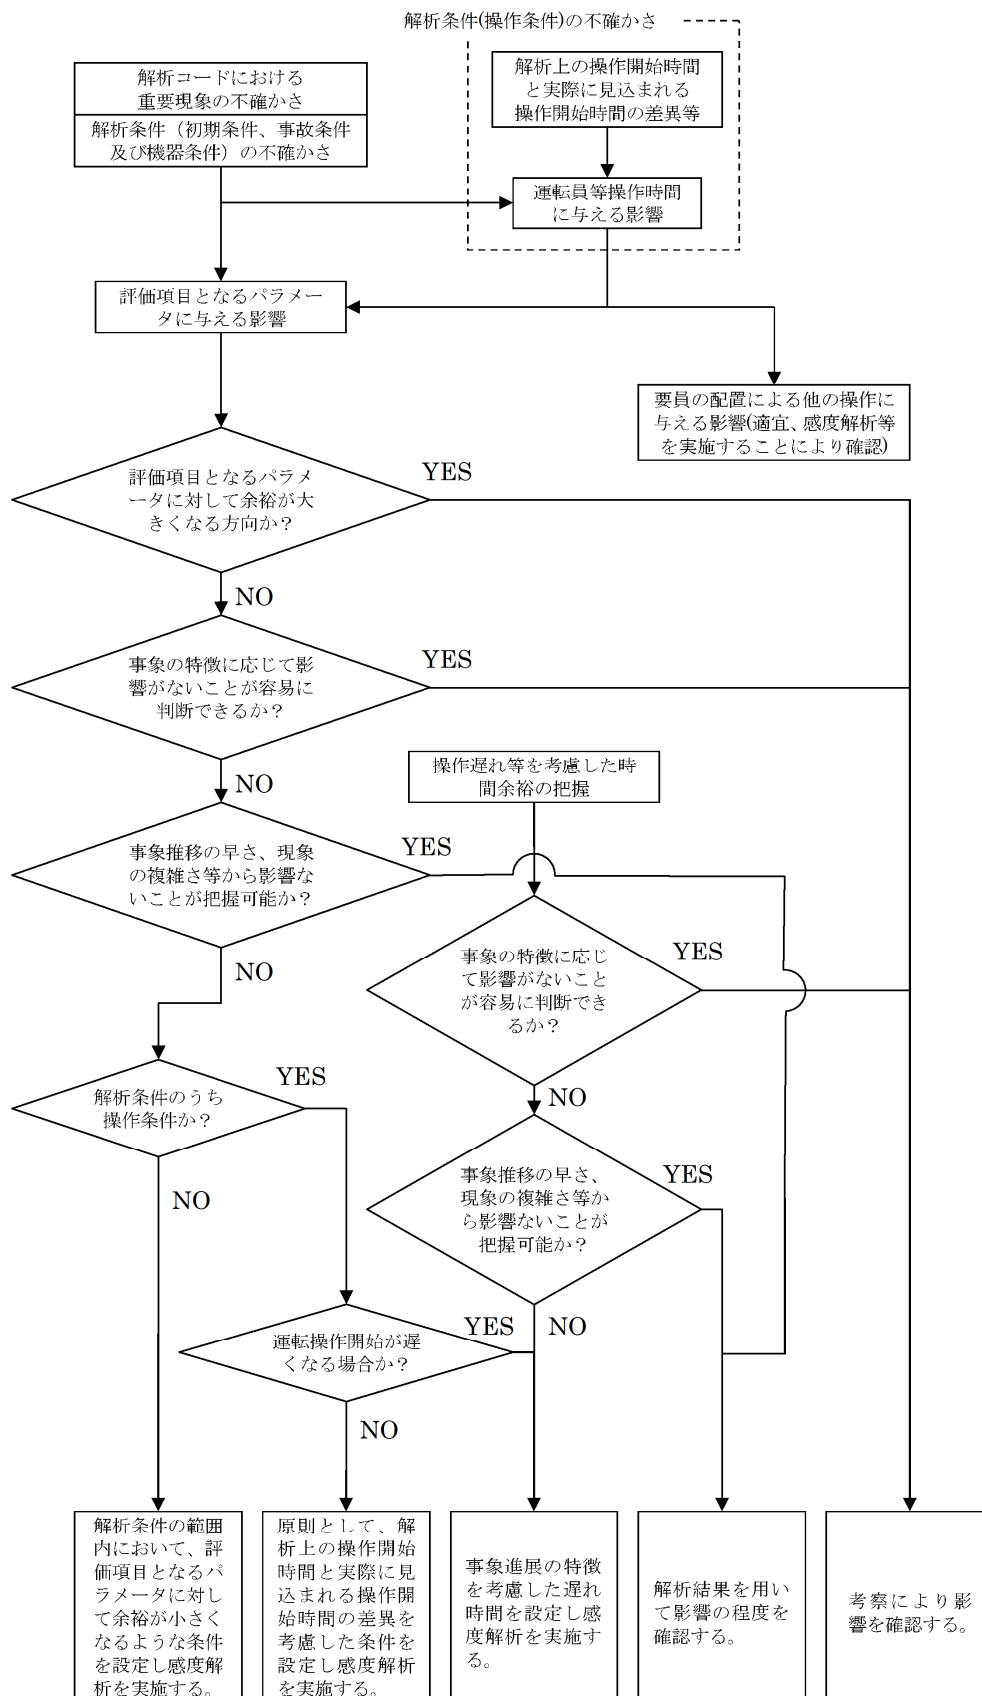 解析条件(操作条件)の不確かさ
解析コードにおける
重要現象の不確かさ
解析条件（初期条件、事故条件
及び機器条件）の不確かさ
解析上の操作開始時間
と実際に見込まれる
操作開始時間の差異等
運転員等操作時間
に与える影響
評価項目となるパラメー
タに与える影響
要員の配置による他の操作に
与える影響(適宜、感度解析等
を実施することにより確認)
評価項目となるパラメ
ータに対して余裕が大
きくなる方向か？
YES
NO
事象の特徴に応じて影
響がないことが容易に
判断できるか？
YES
NO
操作遅れ等を考慮した時
間余裕の把握
事象推移の早さ、現象
の複雑さ等から影響な
いことが把握可能か？
YES
NO
事象の特徴に応じ
て影響がないこと
が容易に判断でき
るか？
YES
NO
解析条件のうち
操作条件か？
YES
NO
事象推移の早さ、
現象の複雑さ等か
ら影響ないことが
把握可能か？
YES
NO
運転操作開始が遅
くなる場合か？
YES
NO
解析条件の範囲
内において、評
価項目となるパ
ラメータに対し
て余裕が小さく
なるような条件
を設定し感度解
析を実施する。
原則として、解
析上の操作開始
時間と実際に見
込まれる操作開
始時間の差異を
考慮した条件を
設定し感度解析
を実施する。
事象進展の特徴
を考慮した遅れ
時間を設定し感
度解析を実施す
る。
解析結果を用い
て影響の程度を
確認する。
考察により影
響を確認する。